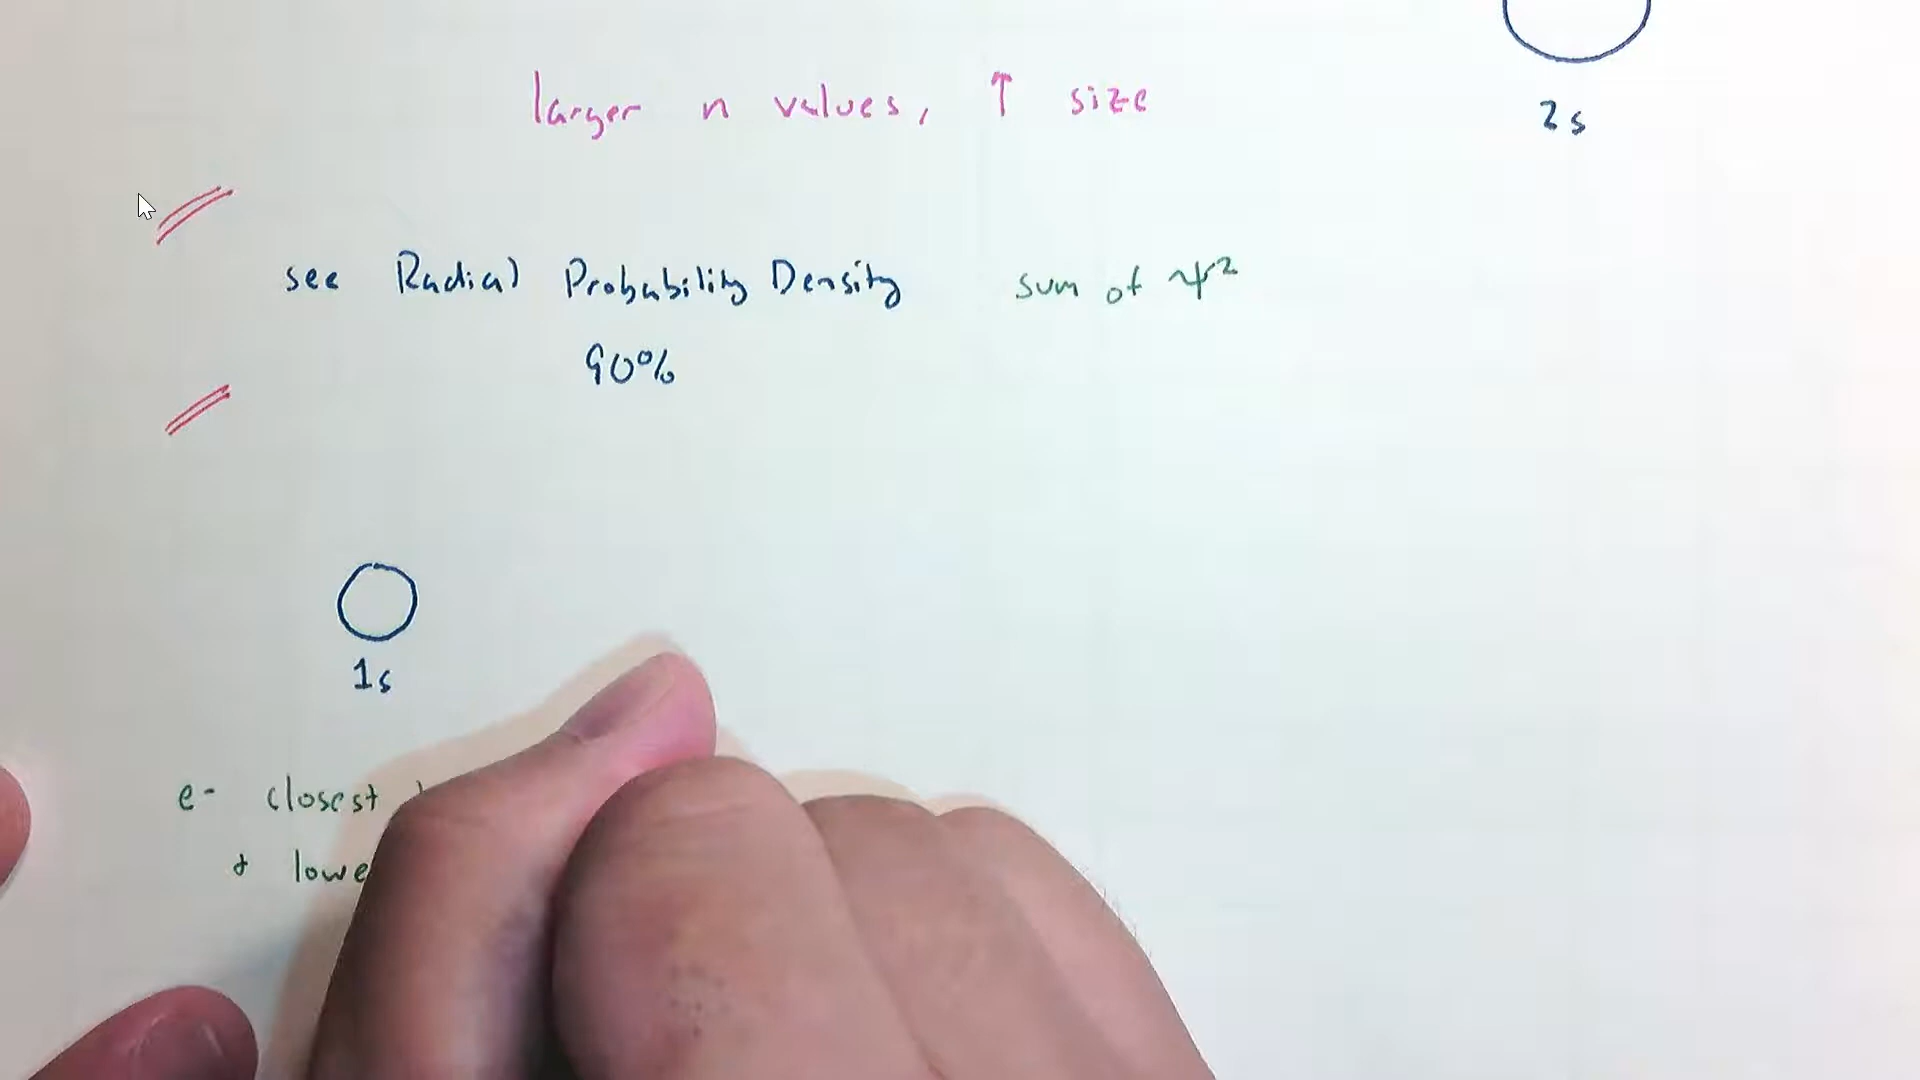 larger n values, ↑ size
2s
see Radial Probability Density sum of ψ²
90%
1s
e- closest
+ lowe